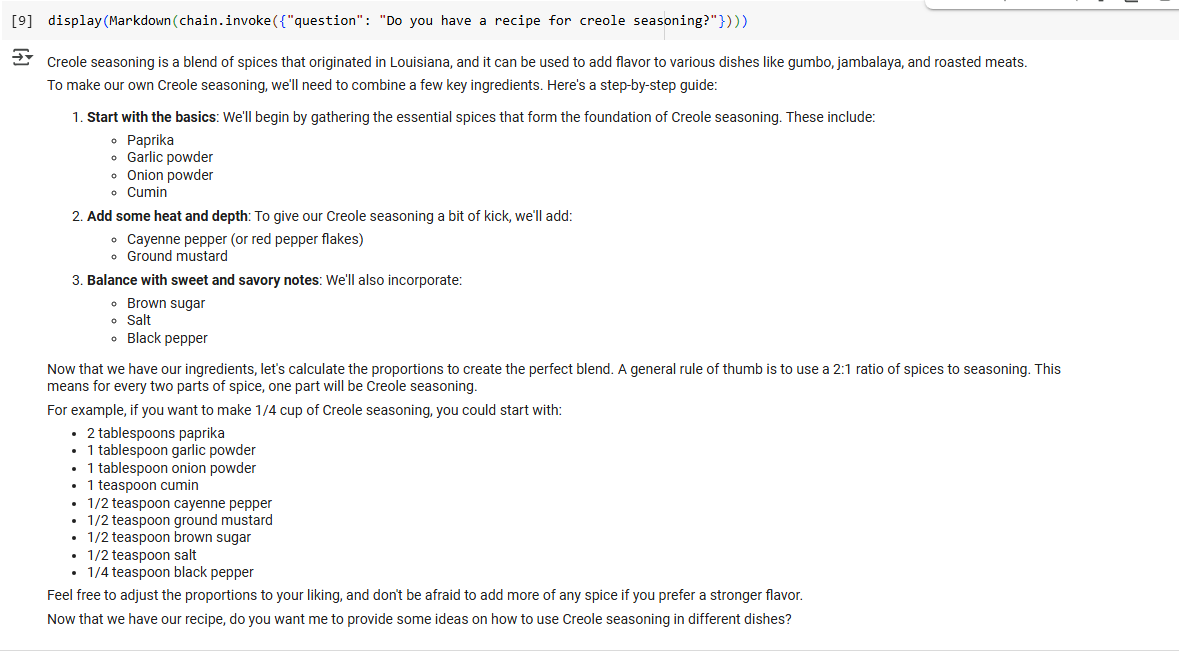 [9] display(Markdown(chain.invoke({"question": "Do you have a recipe for creole seasoning?"})))
Creole seasoning is a blend of spices that originated in Louisiana, and it can be used to add flavor to various dishes like gumbo, jambalaya, and roasted meats.
To make our own Creole seasoning, we'll need to combine a few key ingredients. Here's a step-by-step guide:
1. Start with the basics: We'll begin by gathering the essential spices that form the foundation of Creole seasoning. These include:
Paprika
Garlic powder
Onion powder
Cumin
2. Add some heat and depth: To give our Creole seasoning a bit of kick, we'll add:
Cayenne pepper (or red pepper flakes)
Ground mustard
3. Balance with sweet and savory notes: We'll also incorporate:
Brown sugar
Salt
Black pepper
Now that we have our ingredients, let's calculate the proportions to create the perfect blend. A general rule of thumb is to use a 2:1 ratio of spices to seasoning. This
means for every two parts of spice, one part will be Creole seasoning.
For example, if you want to make 1/4 cup of Creole seasoning, you could start with:
2 tablespoons paprika
1 tablespoon garlic powder
1 tablespoon onion powder
1 teaspoon cumin
1/2 teaspoon cayenne pepper
1/2 teaspoon ground mustard
1/2 teaspoon brown sugar
1/2 teaspoon salt
1/4 teaspoon black pepper
Feel free to adjust the proportions to your liking, and don't be afraid to add more of any spice if you prefer a stronger flavor.
Now that we have our recipe, do you want me to provide some ideas on how to use Creole seasoning in different dishes?